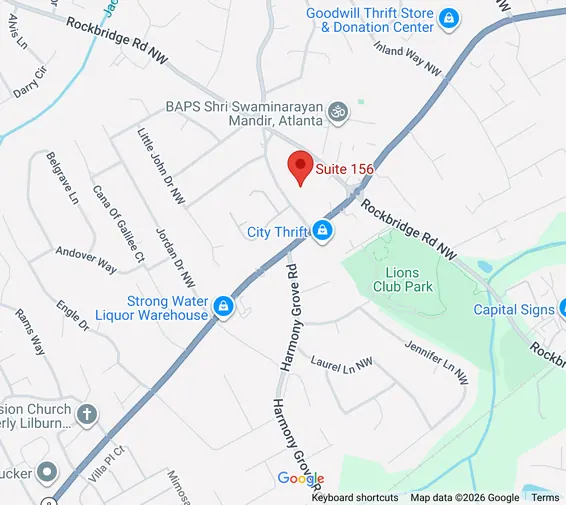 Goodwill Thrift Store
& Donation Center
Rockbridge Rd NW
Inland Way NW
Darry Cir
BAPS Shri Swaminarayan
Mandir, Atlanta
Little John Dr NW
Belgrave Ln
Cana Of Galilee Ct
Suite 156
City Thrift
Rockbridge Rd NW
Andover Way
Jordan Dr NW
Lions
Club Park
Strong Water
Liquor Warehouse
Harmony Grove Rd
Capital Signs
Engle Dr
Rams Way
Laurel Ln NW
Jennifer Ln NW
Rockb
sion Church
erly Lilburn...
Harmony Grove R
Villa Pl Ct
ucker
Mimosa
Google
Keyboard shortcuts
Map data ©2026 Google
Terms